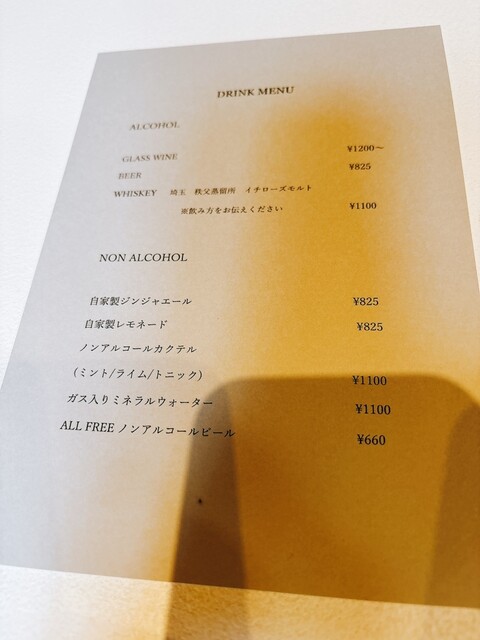 DRINK MENU
ALCOHOL
GLASS WINE ¥1200～
BEER ¥825
WHISKEY 埼玉 秩父蒸留所 イチローズモルト
※飲み方をお伝えください ¥1100
NON ALCOHOL
自家製ジンジャエール ¥825
自家製レモネード ¥825
ノンアルコールカクテル
（ミント/ライム/トニック） ¥1100
ガス入りミネラルウォーター ¥1100
ALL FREE ノンアルコールビール ¥660